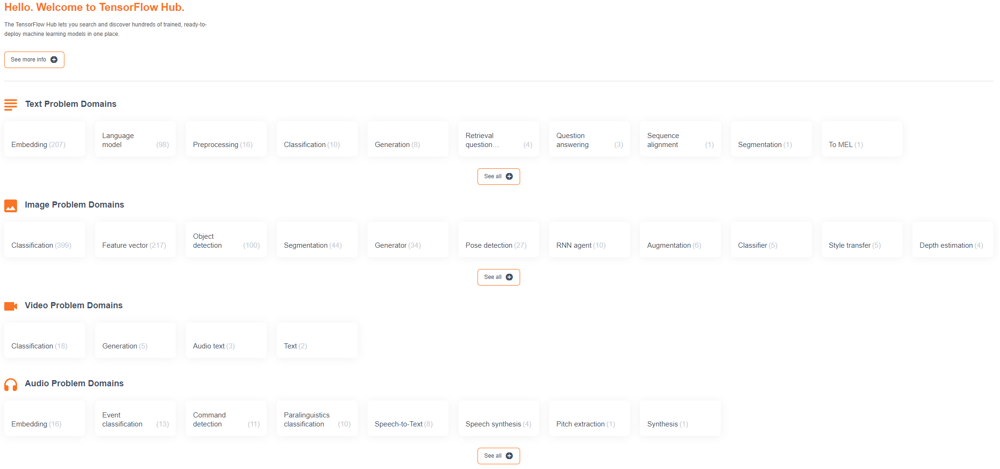 Hello. Welcome to TensorFlow Hub.
The TensorFlow Hub lets you search and discover hundreds of trained, ready-to-
deploy machine learning models in one place.
See more info
Text Problem Domains
Embedding (207)
Language
model (98)
Preprocessing (16)
Classification (10)
Generation (8)
Retrieval
question… (4)
Question
answering (3)
Sequence
alignment (1)
Segmentation (1)
To MEL (1)
See all
Image Problem Domains
Classification (399)
Feature vector (217)
Object
detection (100)
Segmentation (44)
Generator (34)
Pose detection (27)
RNN agent (10)
Augmentation (6)
Classifier (5)
Style transfer (5)
Depth estimation (4)
See all
Video Problem Domains
Classification (18)
Generation (5)
Audio text (3)
Text (2)
Audio Problem Domains
Embedding (16)
Event
classification (13)
Command
detection (11)
Paralinguistics
classification (10)
Speech-to-Text (8)
Speech synthesis (4)
Pitch extraction (1)
Synthesis (1)
See all